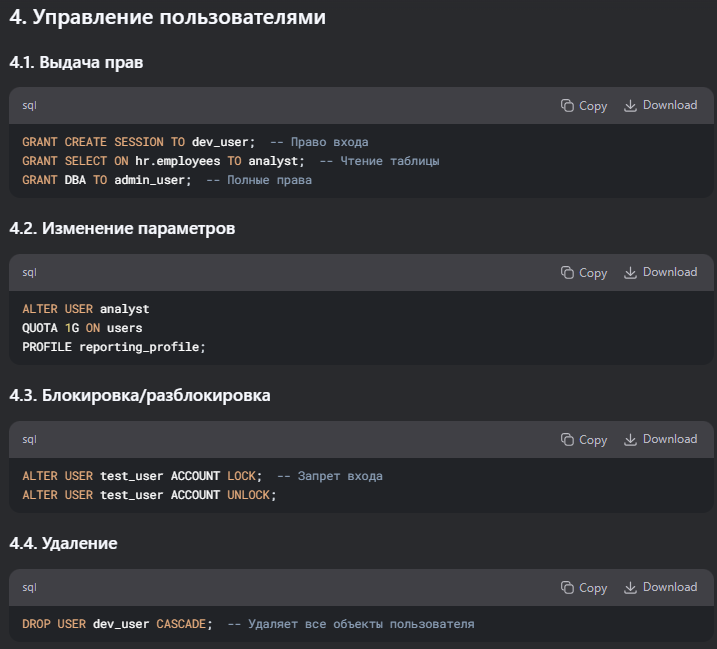 4. Управление пользователями
4.1. Выдача прав
sql
Copy
Download
GRANT CREATE SESSION TO dev_user;  -- Право входа
GRANT SELECT ON hr.employees TO analyst;  -- Чтение таблицы
GRANT DBA TO admin_user;  -- Полные права
4.2. Изменение параметров
sql
Copy
Download
ALTER USER analyst
QUOTA 1G ON users
PROFILE reporting_profile;
4.3. Блокировка/разблокировка
sql
Copy
Download
ALTER USER test_user ACCOUNT LOCK;  -- Запрет входа
ALTER USER test_user ACCOUNT UNLOCK;
4.4. Удаление
sql
Copy
Download
DROP USER dev_user CASCADE;  -- Удаляет все объекты пользователя